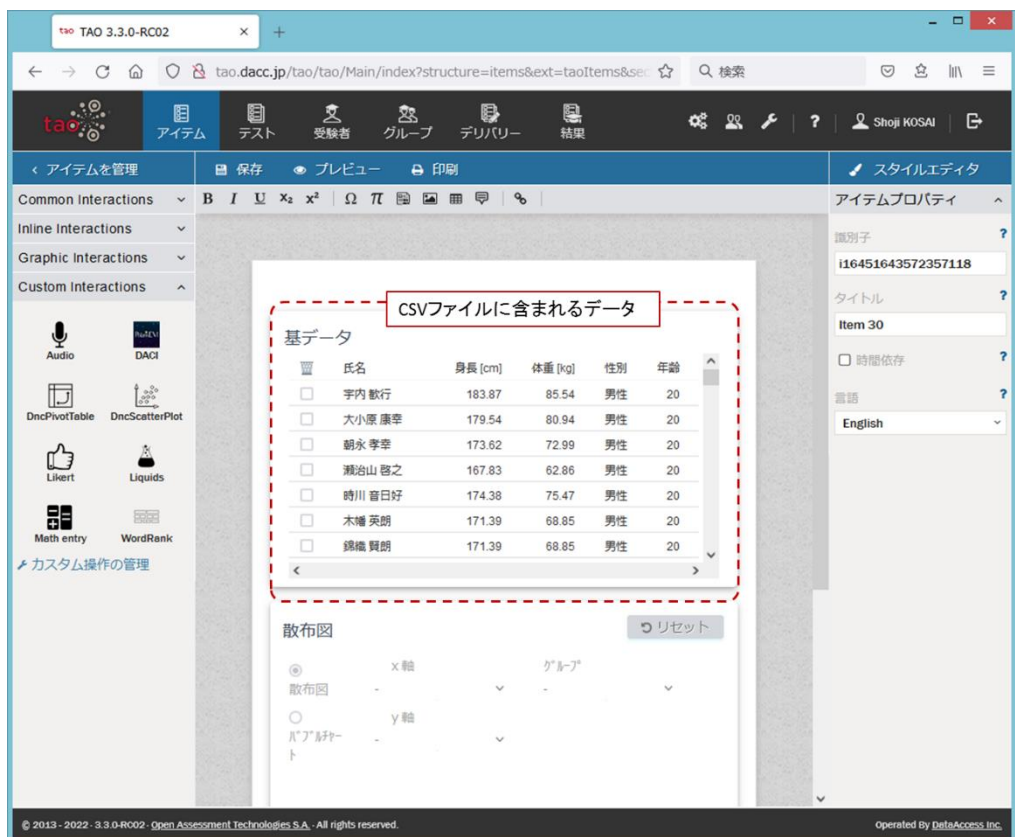 tao TAO 3.3.0-RC02
tao.dacc.jp/tao/tao/Main/index?structure=items&ext=taoItems&sec
検索
tao
アイテム
テスト
受験者
グループ
デリバリー
結果
?
Shoji KOSAI
アイテムを管理
保存
プレビュー
印刷
スタイルエディタ
Common Interactions
B I U x₂ x² Ω π
アイテムプロパティ
Inline Interactions
Graphic Interactions
Custom Interactions
Audio
DACI
DncPivotTable
DncScatterPlot
Likert
Liquids
Math entry
WordRank
カスタム操作の管理
CSVファイルに含まれるデータ
基データ
氏名 身長 [cm] 体重 [kg] 性別 年齢
宇内 敏行 183.87 85.54 男性 20
大小原 康幸 179.54 80.94 男性 20
朝永 孝幸 173.62 72.99 男性 20
瀬治山 啓之 167.83 62.86 男性 20
時川 音日好 174.38 75.47 男性 20
木幡 英朗 171.39 68.85 男性 20
錦織 賢朗 171.39 68.85 男性 20
散布図
リセット
x 軸
グループ
散布図
-
-
y 軸
バブルチャー
ト
-
識別子 ?
i16451643572357118
タイトル ?
Item 30
時間依存 ?
言語 ?
English
© 2013 - 2022 · 3.3.0-RC02 · Open Assessment Technologies S.A. · All rights reserved.
Operated By DataAccess Inc.